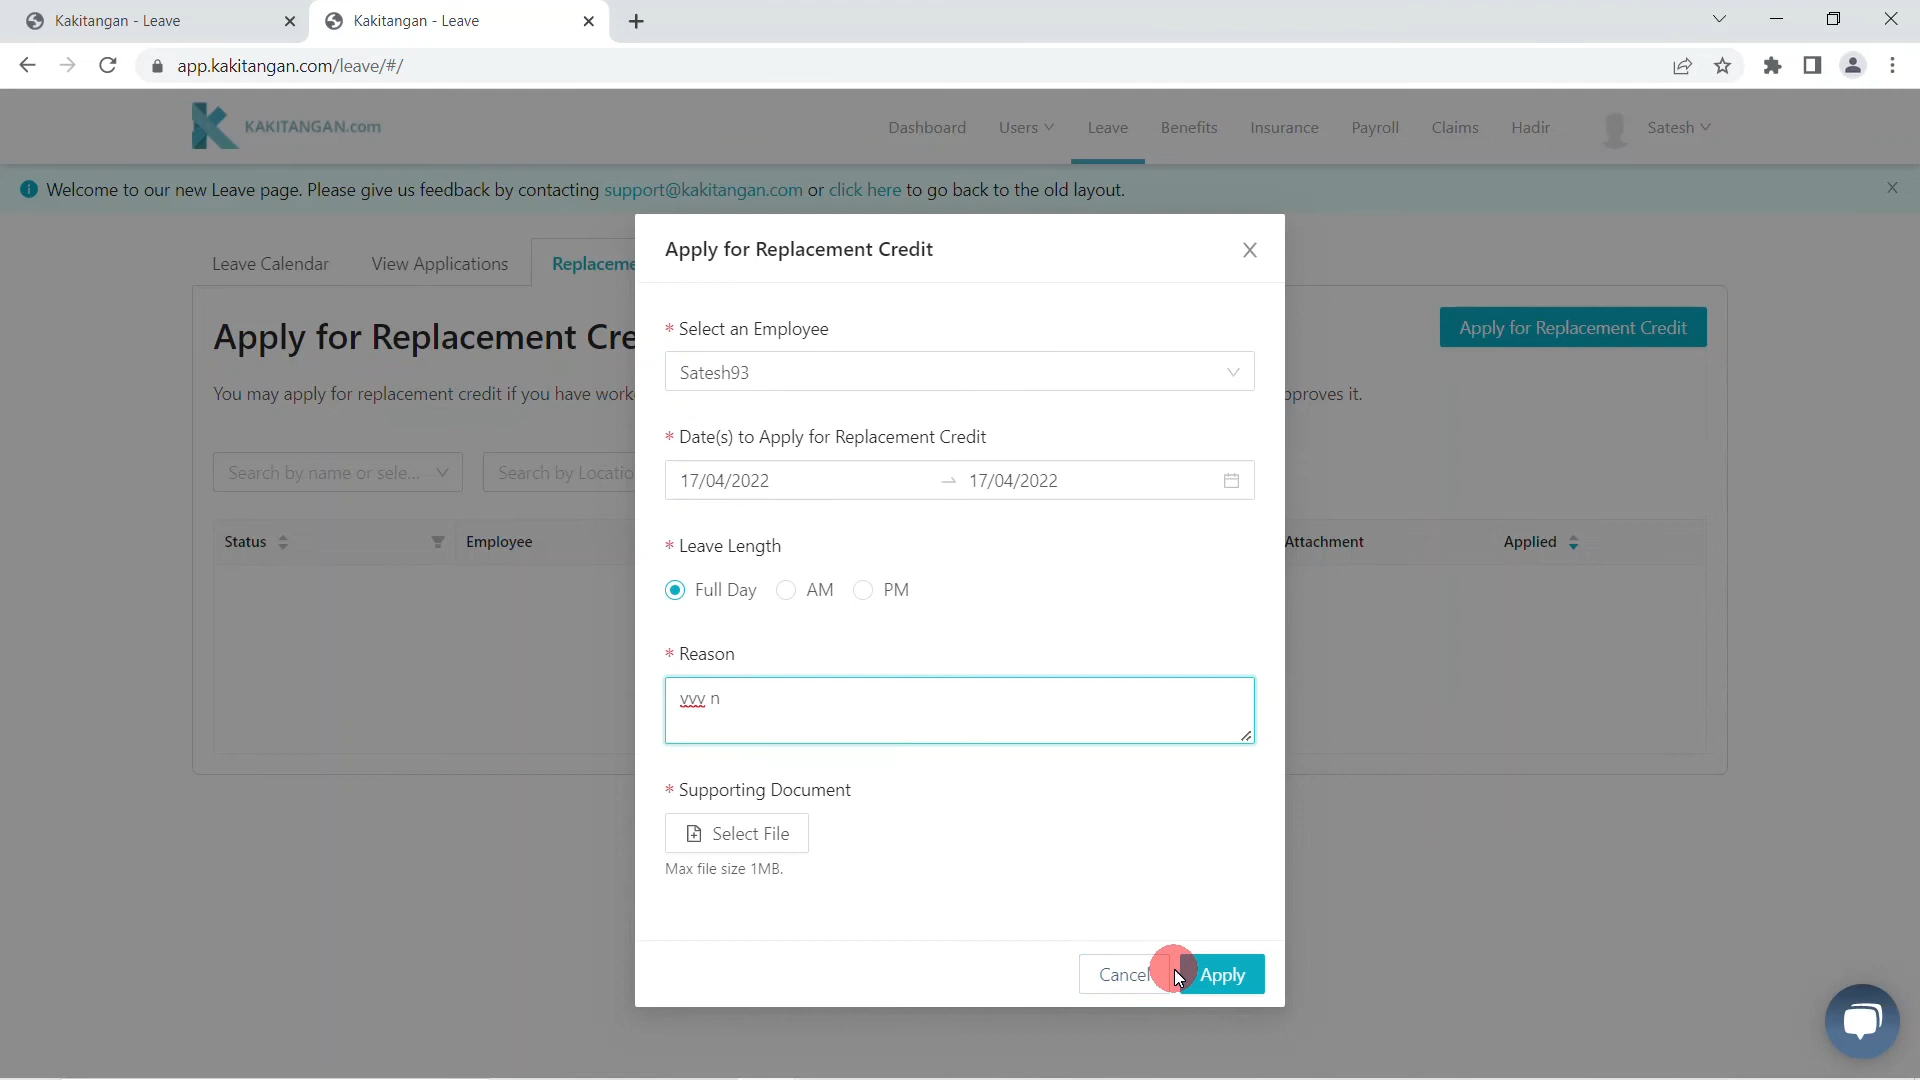 Kakitangan - Leave
Kakitangan - Leave
app.kakitangan.com/leave/#/
KAKITANGAN.com
Dashboard Users Leave Benefits Insurance Payroll Claims Hadir Satesh
Welcome to our new Leave page. Please give us feedback by contacting support@kakitangan.com or click here to go back to the old layout.
Leave Calendar View Applications Replaceme
Apply for Replacement Cre
Apply for Replacement Credit
You may apply for replacement credit if you have work
pproves it.
Search by name or sele... Search by Locatio
Status Employee Attachment Applied
Apply for Replacement Credit
* Select an Employee
Satesh93
* Date(s) to Apply for Replacement Credit
17/04/2022 → 17/04/2022
* Leave Length
Full Day AM PM
* Reason
vvv n
* Supporting Document
Select File
Max file size 1MB.
Cancel Apply